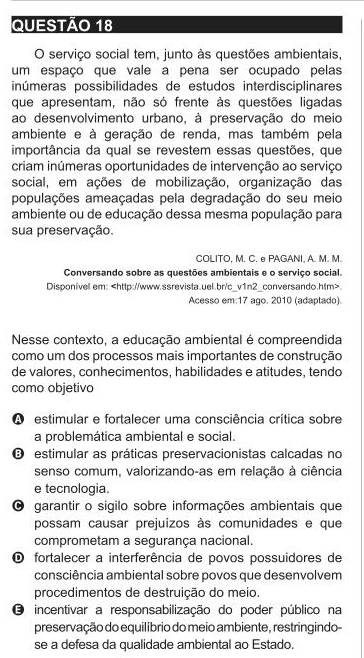 QUESTÃO 18
O serviço social tem, junto às questões ambientais,
um espaço que vale a pena ser ocupado pelas
inúmeras possibilidades de estudos interdisciplinares
que apresentam, não só frente às questões ligadas
ao desenvolvimento urbano, à preservação do meio
ambiente e à geração de renda, mas também pela
importância da qual se revestem essas questões, que
criam inúmeras oportunidades de intervenção ao serviço
social, em ações de mobilização, organização das
populações ameaçadas pela degradação do seu meio
ambiente ou de educação dessa mesma população para
sua preservação.
COLITO, M. C. e PAGANI, A. M. M.
Conversando sobre as questões ambientais e o serviço social.
Disponível em: <http://www.ssrevista.uel.br/c_v1n2_conversando.htm>.
Acesso em:17 ago. 2010 (adaptado).
Nesse contexto, a educação ambiental é compreendida
como um dos processos mais importantes de construção
de valores, conhecimentos, habilidades e atitudes, tendo
como objetivo
A estimular e fortalecer uma consciência crítica sobre
a problemática ambiental e social.
B estimular as práticas preservacionistas calcadas no
senso comum, valorizando-as em relação à ciência
e tecnologia.
C garantir o sigilo sobre informações ambientais que
possam causar prejuízos às comunidades e que
comprometam a segurança nacional.
D fortalecer a interferência de povos possuidores de
consciência ambiental sobre povos que desenvolvem
procedimentos de destruição do meio.
E incentivar a responsabilização do poder público na
preservação do equilíbrio do meio ambiente, restringindo-
se a defesa da qualidade ambiental ao Estado.